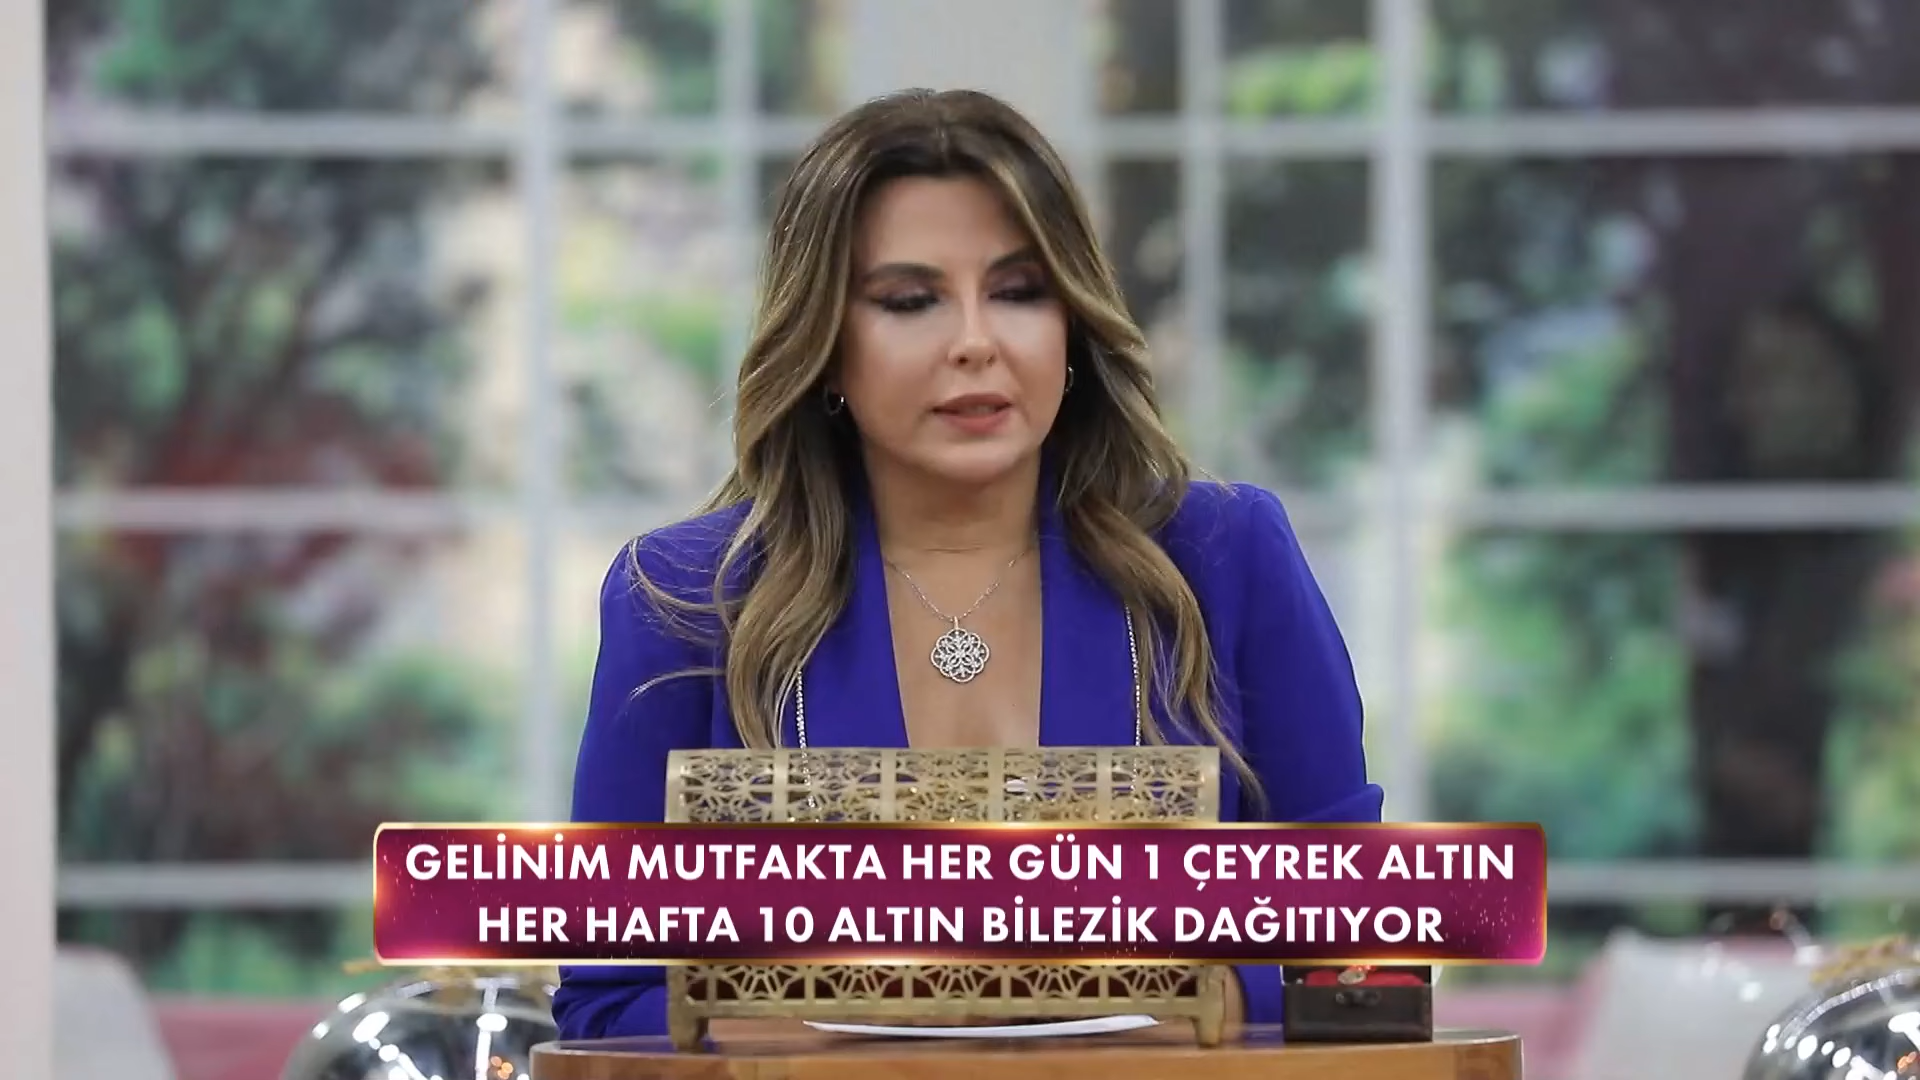 GELİNİM MUTFAKTA HER GÜN 1 ÇEYREK ALTIN
HER HAFTA 10 ALTIN BİLEZİK DAĞITIYOR